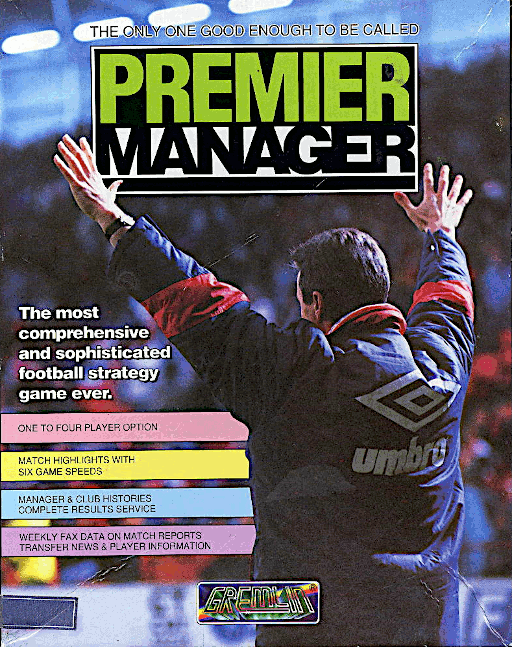 THE ONLY ONE GOOD ENOUGH TO BE CALLED
PREMIER
MANAGER
The most
comprehensive
and sophisticated
football strategy
game ever.
ONE TO FOUR PLAYER OPTION
MATCH HIGHLIGHTS WITH
SIX GAME SPEEDS
MANAGER & CLUB HISTORIES
COMPLETE RESULTS SERVICE
WEEKLY FAX DATA ON MATCH REPORTS
TRANSFER NEWS & PLAYER INFORMATION
umbro
GREMLIN®